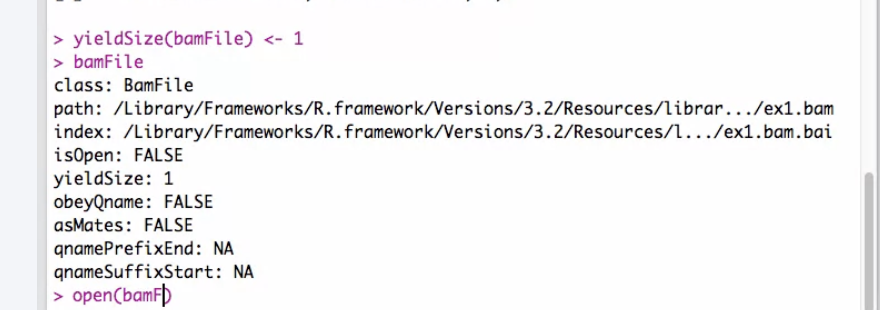 > yieldSize(bamFile) <- 1
> bamFile
class: BamFile
path: /Library/Frameworks/R.framework/Versions/3.2/Resources/librar.../ex1.bam
index: /Library/Frameworks/R.framework/Versions/3.2/Resources/l.../ex1.bam.bai
isOpen: FALSE
yieldSize: 1
obeyQname: FALSE
asMates: FALSE
qnamePrefixEnd: NA
qnameSuffixStart: NA
> open(bamF)